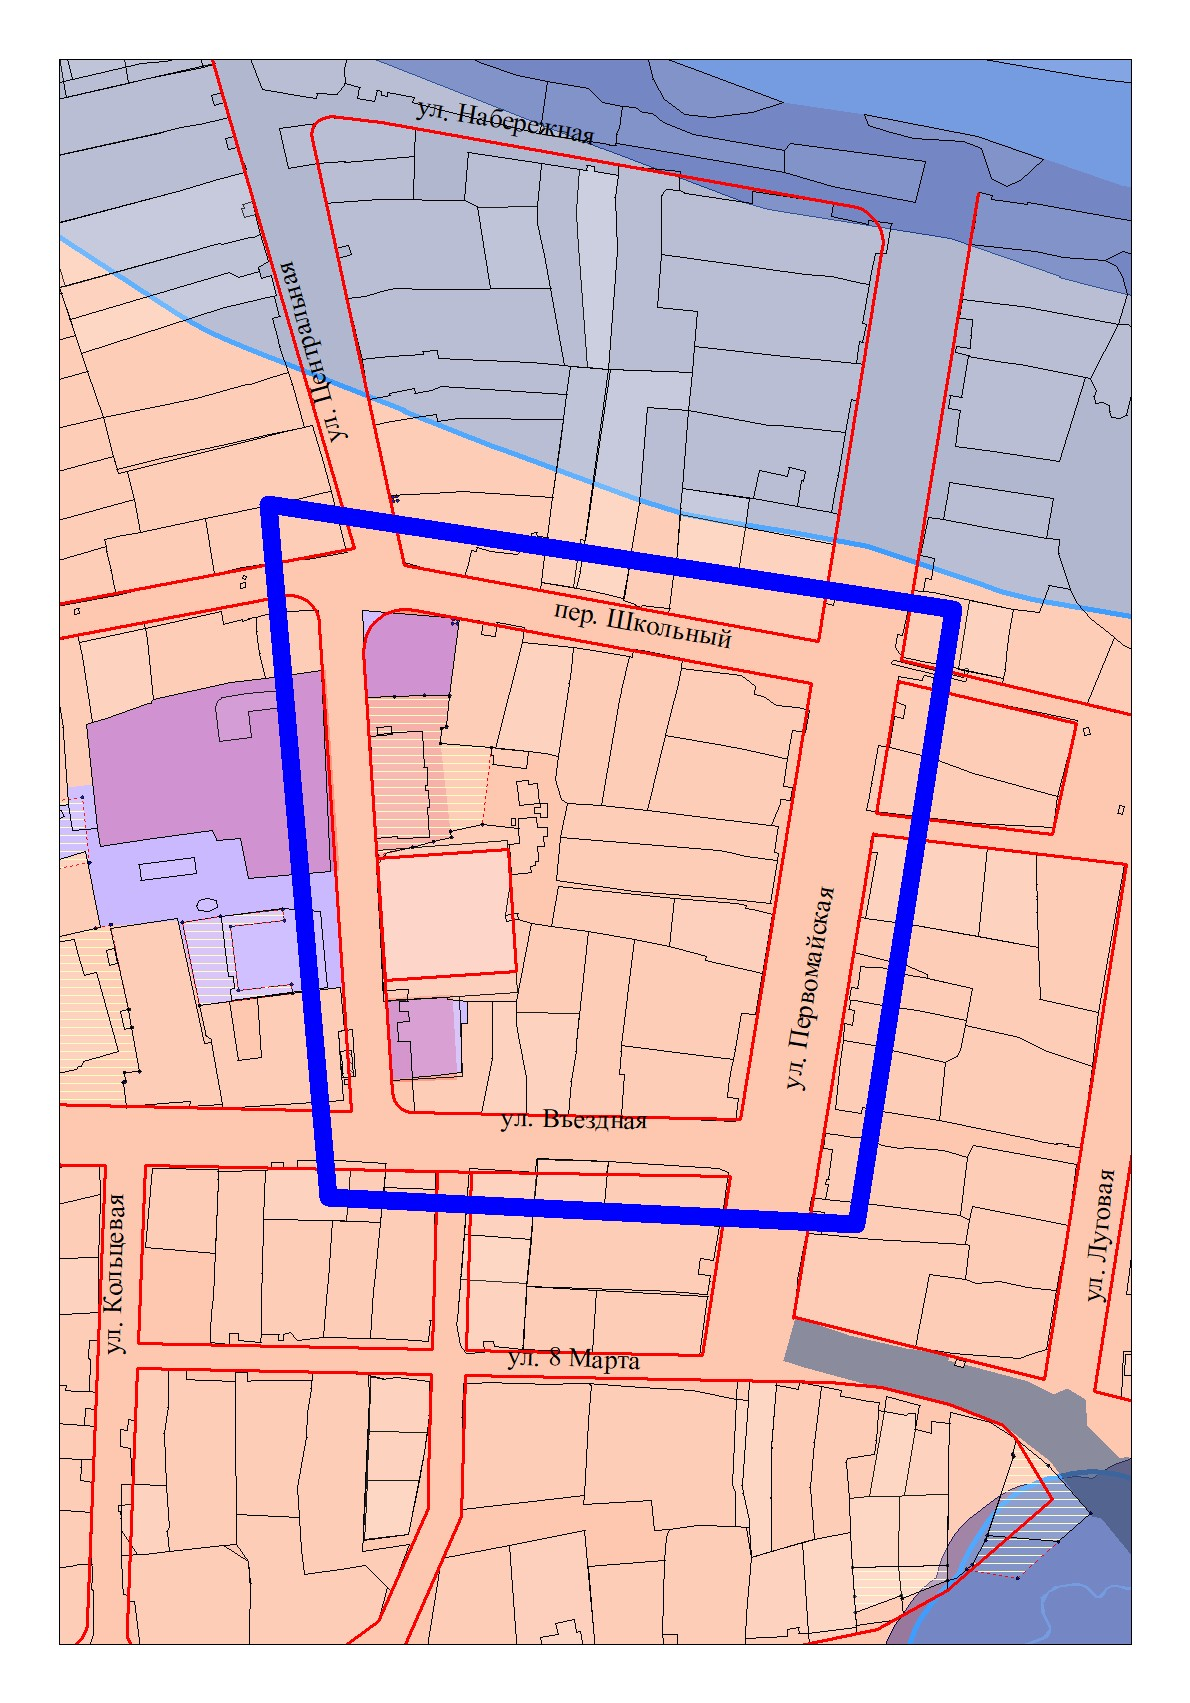 ул. Набережная
ул. Центральная
пер. Школьный
ул. Первомайская
ул. Въездная
ул. Кольцевая
ул. Луговая
ул. 8 Марта